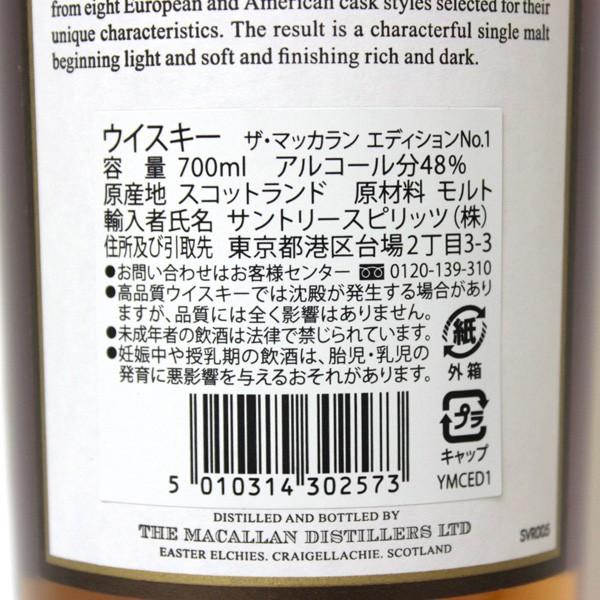 from eight European and American cask styles selected for their
unique characteristics. The result is a characterful single malt
beginning light and soft and finishing rich and dark.
ウイスキー ザ・マッカラン エディションNo.1
容 量 700ml アルコール分48%
原産地 スコットランド 原材料 モルト
輸入者氏名 サントリースピリッツ(株)
住所及び引取先 東京都港区台場2丁目3-3
●お問い合わせはお客様センター 0120-139-310
●高品質ウイスキーでは沈殿が発生する場合があり
ますが、品質には全く影響はありません。
●未成年者の飲酒は法律で禁じられています。
●妊娠中や授乳期の飲酒は、胎児・乳児の
発育に悪影響を与えるおそれがあります。
紙
外箱
プラ
キャップ
YMCED1
5 010314 302573
DISTILLED AND BOTTLED BY
THE MACALLAN DISTILLERS LTD
EASTER ELCHIES, CRAIGELLACHIE, SCOTLAND
SVR005